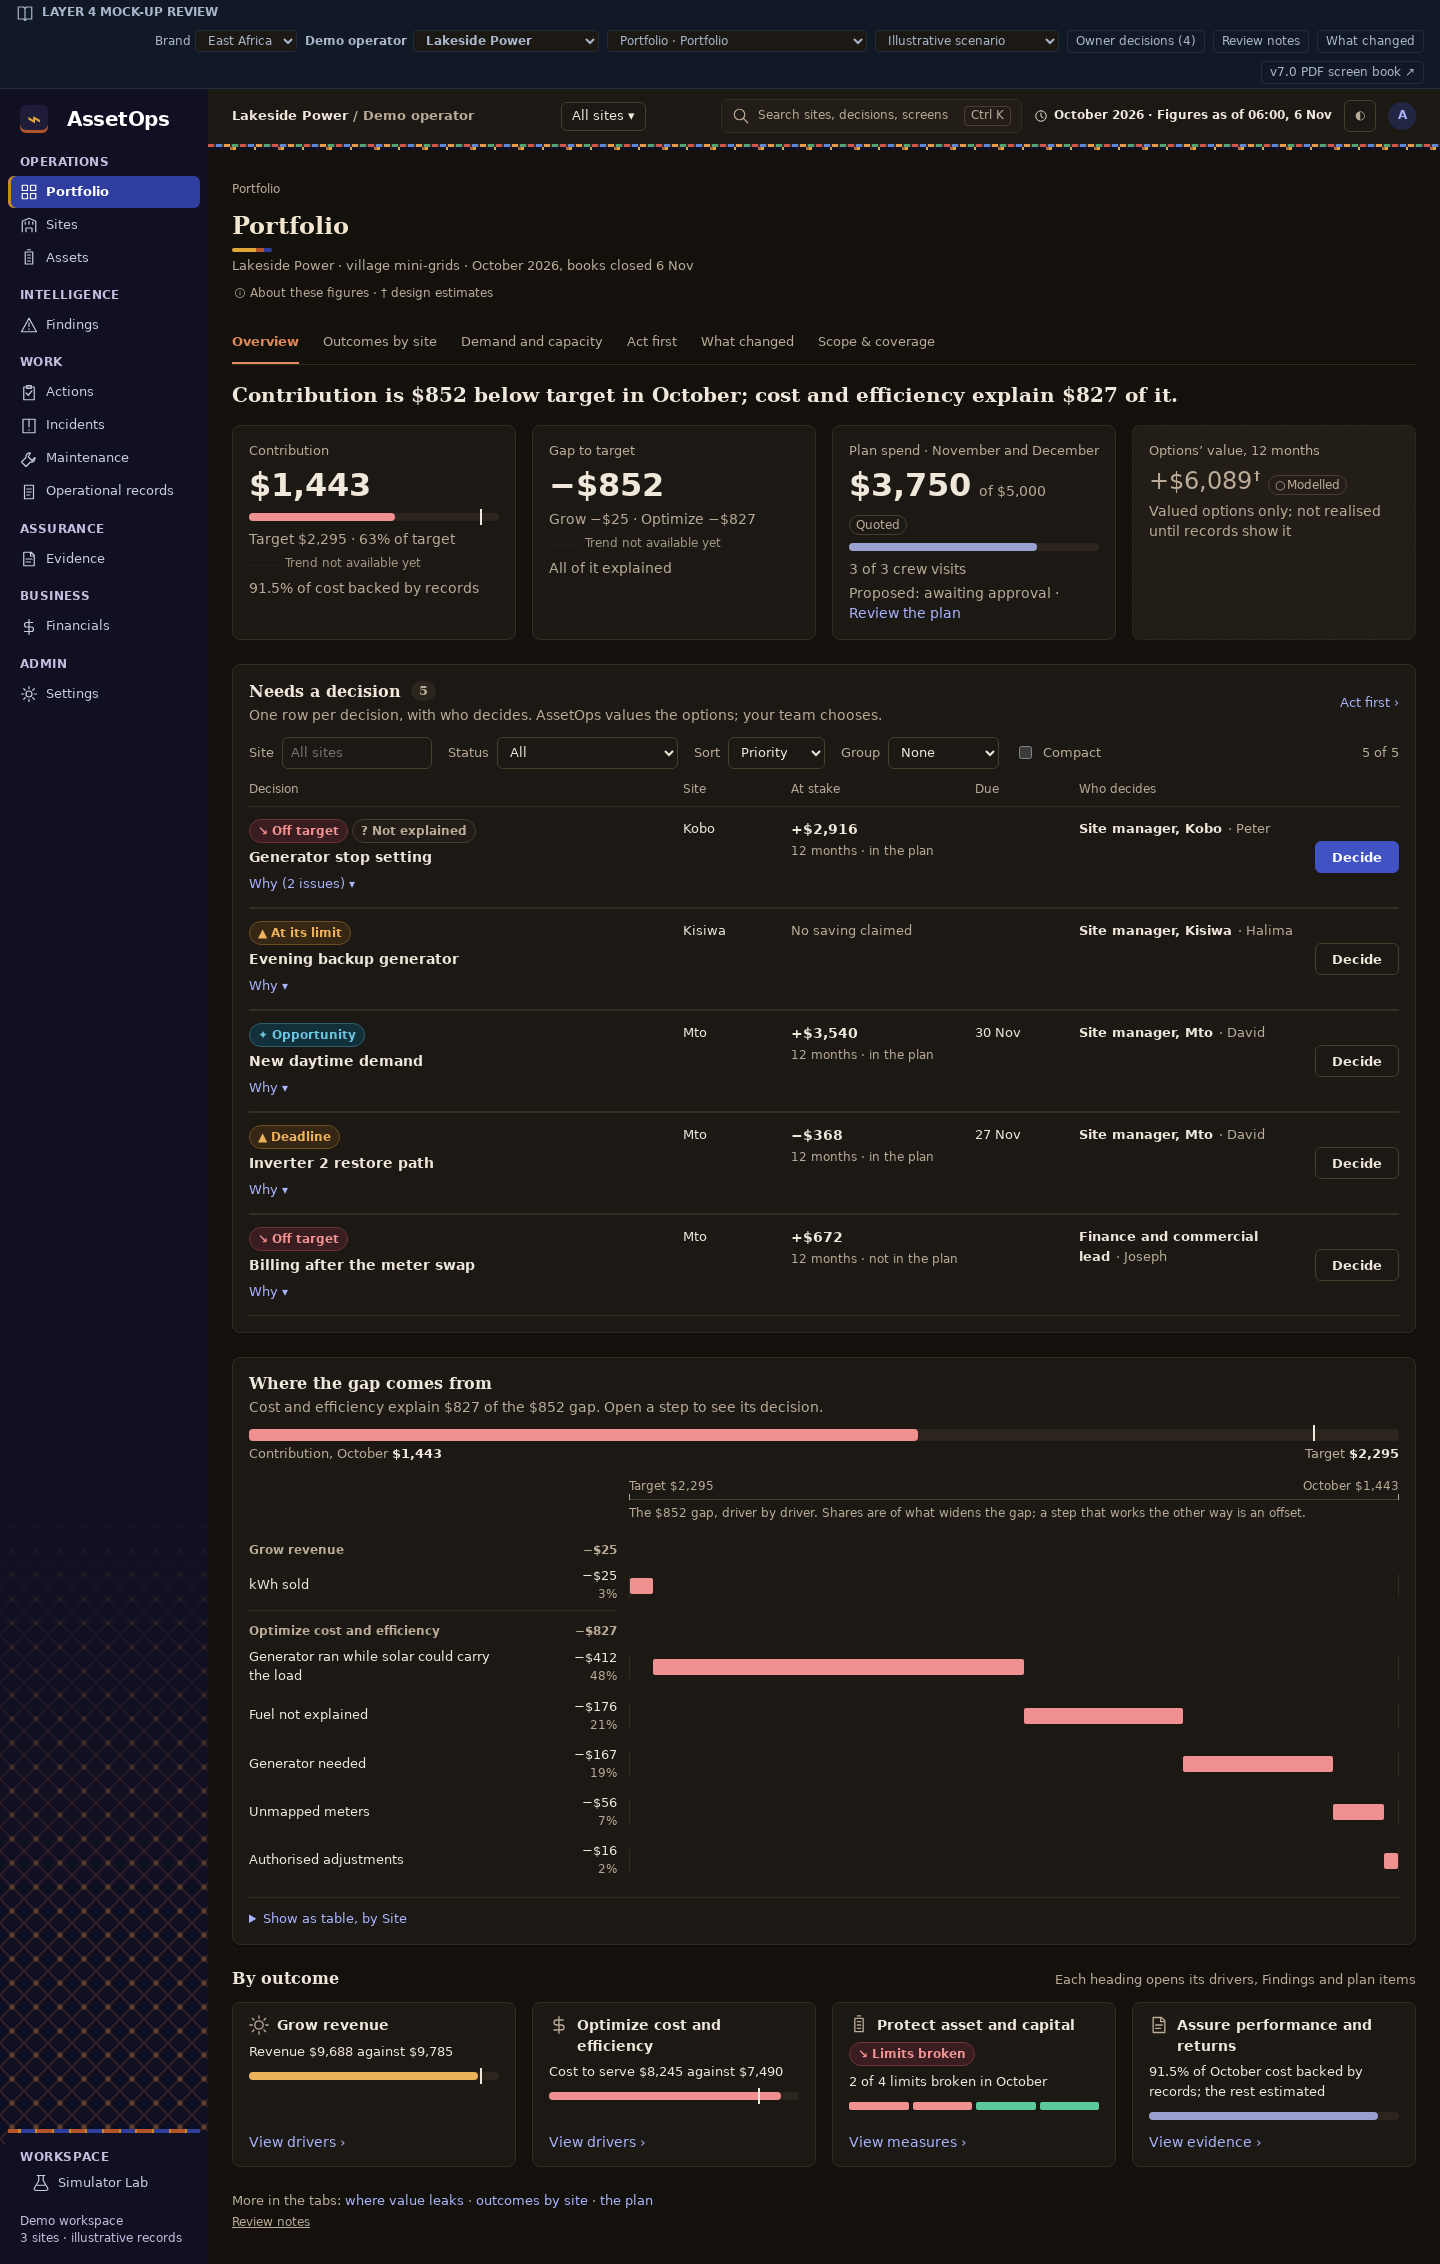 LAYER 4 MOCK-UP REVIEW
Brand East Africa Demo operator Lakeside Power Portfolio · Portfolio Illustrative scenario Owner decisions (4) Review notes What changed
v7.0 PDF screen book ↗
AssetOps
OPERATIONS
Portfolio
Sites
Assets
INTELLIGENCE
Findings
WORK
Actions
Incidents
Maintenance
Operational records
ASSURANCE
Evidence
BUSINESS
Financials
ADMIN
Settings
WORKSPACE
Simulator Lab
Demo workspace
3 sites · illustrative records
Lakeside Power / Demo operator All sites ▾ Search sites, decisions, screens Ctrl K October 2026 · Figures as of 06:00, 6 Nov A
Portfolio
Portfolio
Lakeside Power · village mini-grids · October 2026, books closed 6 Nov
About these figures · † design estimates
Overview Outcomes by site Demand and capacity Act first What changed Scope & coverage
Contribution is $852 below target in October; cost and efficiency explain $827 of it.
Contribution
$1,443
Target $2,295 · 63% of target
Trend not available yet
91.5% of cost backed by records
Gap to target
−$852
Grow −$25 · Optimize −$827
Trend not available yet
All of it explained
Plan spend · November and December
$3,750 of $5,000
Quoted
3 of 3 crew visits
Proposed: awaiting approval ·
Review the plan
Options’ value, 12 months
+$6,089† Modelled
Valued options only; not realised
until records show it
Needs a decision 5
One row per decision, with who decides. AssetOps values the options; your team chooses.
Act first ›
Site All sites Status All Sort Priority Group None Compact 5 of 5
Decision Site At stake Due Who decides
↘ Off target ? Not explained Kobo +$2,916 Site manager, Kobo · Peter
Generator stop setting 12 months · in the plan Decide
Why (2 issues) ▾
▲ At its limit Kisiwa No saving claimed Site manager, Kisiwa · Halima
Evening backup generator Decide
Why ▾
✦ Opportunity Mto +$3,540 30 Nov Site manager, Mto · David
New daytime demand 12 months · in the plan Decide
Why ▾
▲ Deadline Mto −$368 27 Nov Site manager, Mto · David
Inverter 2 restore path 12 months · in the plan Decide
Why ▾
↘ Off target Mto +$672 Finance and commercial
lead · Joseph
Billing after the meter swap 12 months · not in the plan Decide
Why ▾
Where the gap comes from
Cost and efficiency explain $827 of the $852 gap. Open a step to see its decision.
Contribution, October $1,443 Target $2,295
Target $2,295 October $1,443
The $852 gap, driver by driver. Shares are of what widens the gap; a step that works the other way is an offset.
Grow revenue −$25
kWh sold −$25
3%
Optimize cost and efficiency −$827
Generator ran while solar could carry −$412
the load 48%
Fuel not explained −$176
21%
Generator needed −$167
19%
Unmapped meters −$56
7%
Authorised adjustments −$16
2%
▶ Show as table, by Site
By outcome
Each heading opens its drivers, Findings and plan items
Grow revenue
Revenue $9,688 against $9,785
View drivers ›
Optimize cost and
efficiency
Cost to serve $8,245 against $7,490
View drivers ›
Protect asset and capital
↘ Limits broken
2 of 4 limits broken in October
View measures ›
Assure performance and
returns
91.5% of October cost backed by
records; the rest estimated
View evidence ›
More in the tabs: where value leaks · outcomes by site · the plan
Review notes